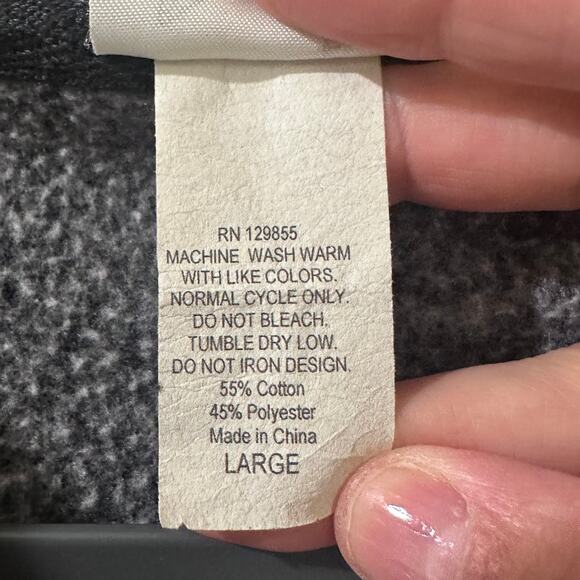 RN 129855
MACHINE WASH WARM
WITH LIKE COLORS.
NORMAL CYCLE ONLY.
DO NOT BLEACH.
TUMBLE DRY LOW.
DO NOT IRON DESIGN.
55% Cotton
45% Polyester
Made in China
LARGE